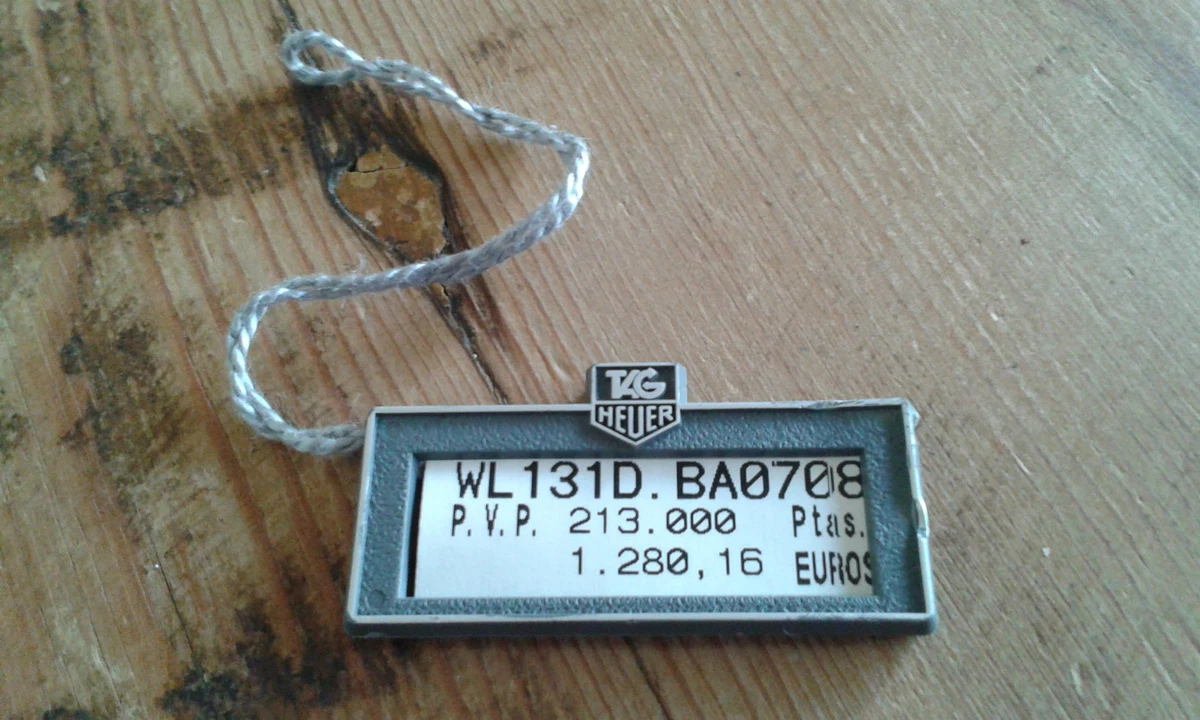 TAG
HEUER
WL131D.BA0708
P.V.P. 213.000 Ptas.
1.280,16 EUROS